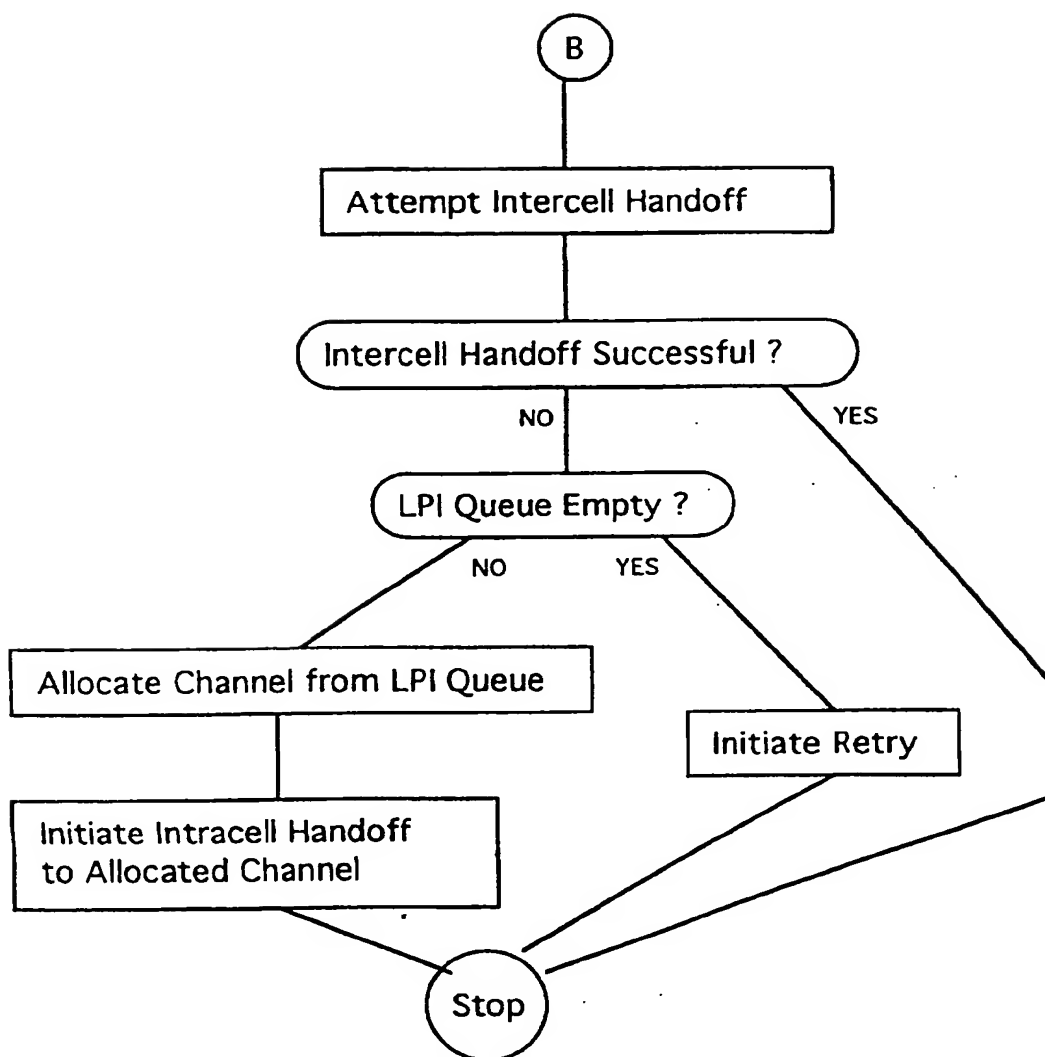 B
Attempt Intercell Handoff
Intercell Handoff Successful ?
NO
YES
LPI Queue Empty ?
NO
YES
Allocate Channel from LPI Queue
Initiate Retry
Initiate Intracell Handoff
to Allocated Channel
Stop